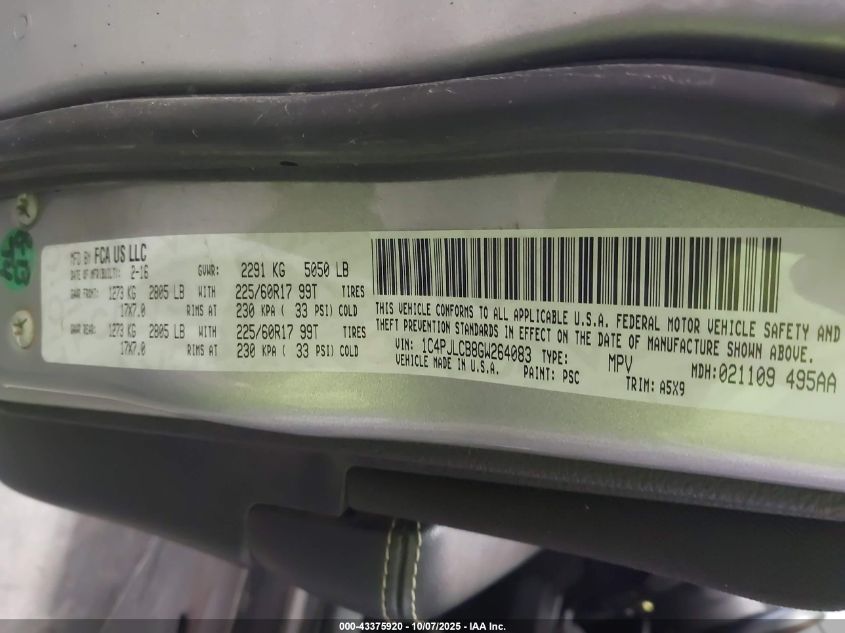 MFD BY FCA US LLC
DATE OF MFR(BUILT): 2-16 GVWR: 2291 KG 5050 LB
GAWR FRONT: 1273 KG 2805 LB WITH 225/60R17 99T TIRES
17X7.0 RIMS AT 230 KPA ( 33 PSI) COLD
GAWR REAR: 1273 KG 2805 LB WITH 225/60R17 99T TIRES
17X7.0 RIMS AT 230 KPA ( 33 PSI) COLD
THIS VEHICLE CONFORMS TO ALL APPLICABLE U.S.A. FEDERAL MOTOR VEHICLE SAFETY AND
THEFT PREVENTION STANDARDS IN EFFECT ON THE DATE OF MANUFACTURE SHOWN ABOVE.
VIN: 1C4PJLCB8GW264083 TYPE: MPV MDH:021109 495AA
VEHICLE MADE IN U.S.A. PAINT: PSC TRIM: A5X9
000-43375920 - 10/07/2025 - IAA Inc.